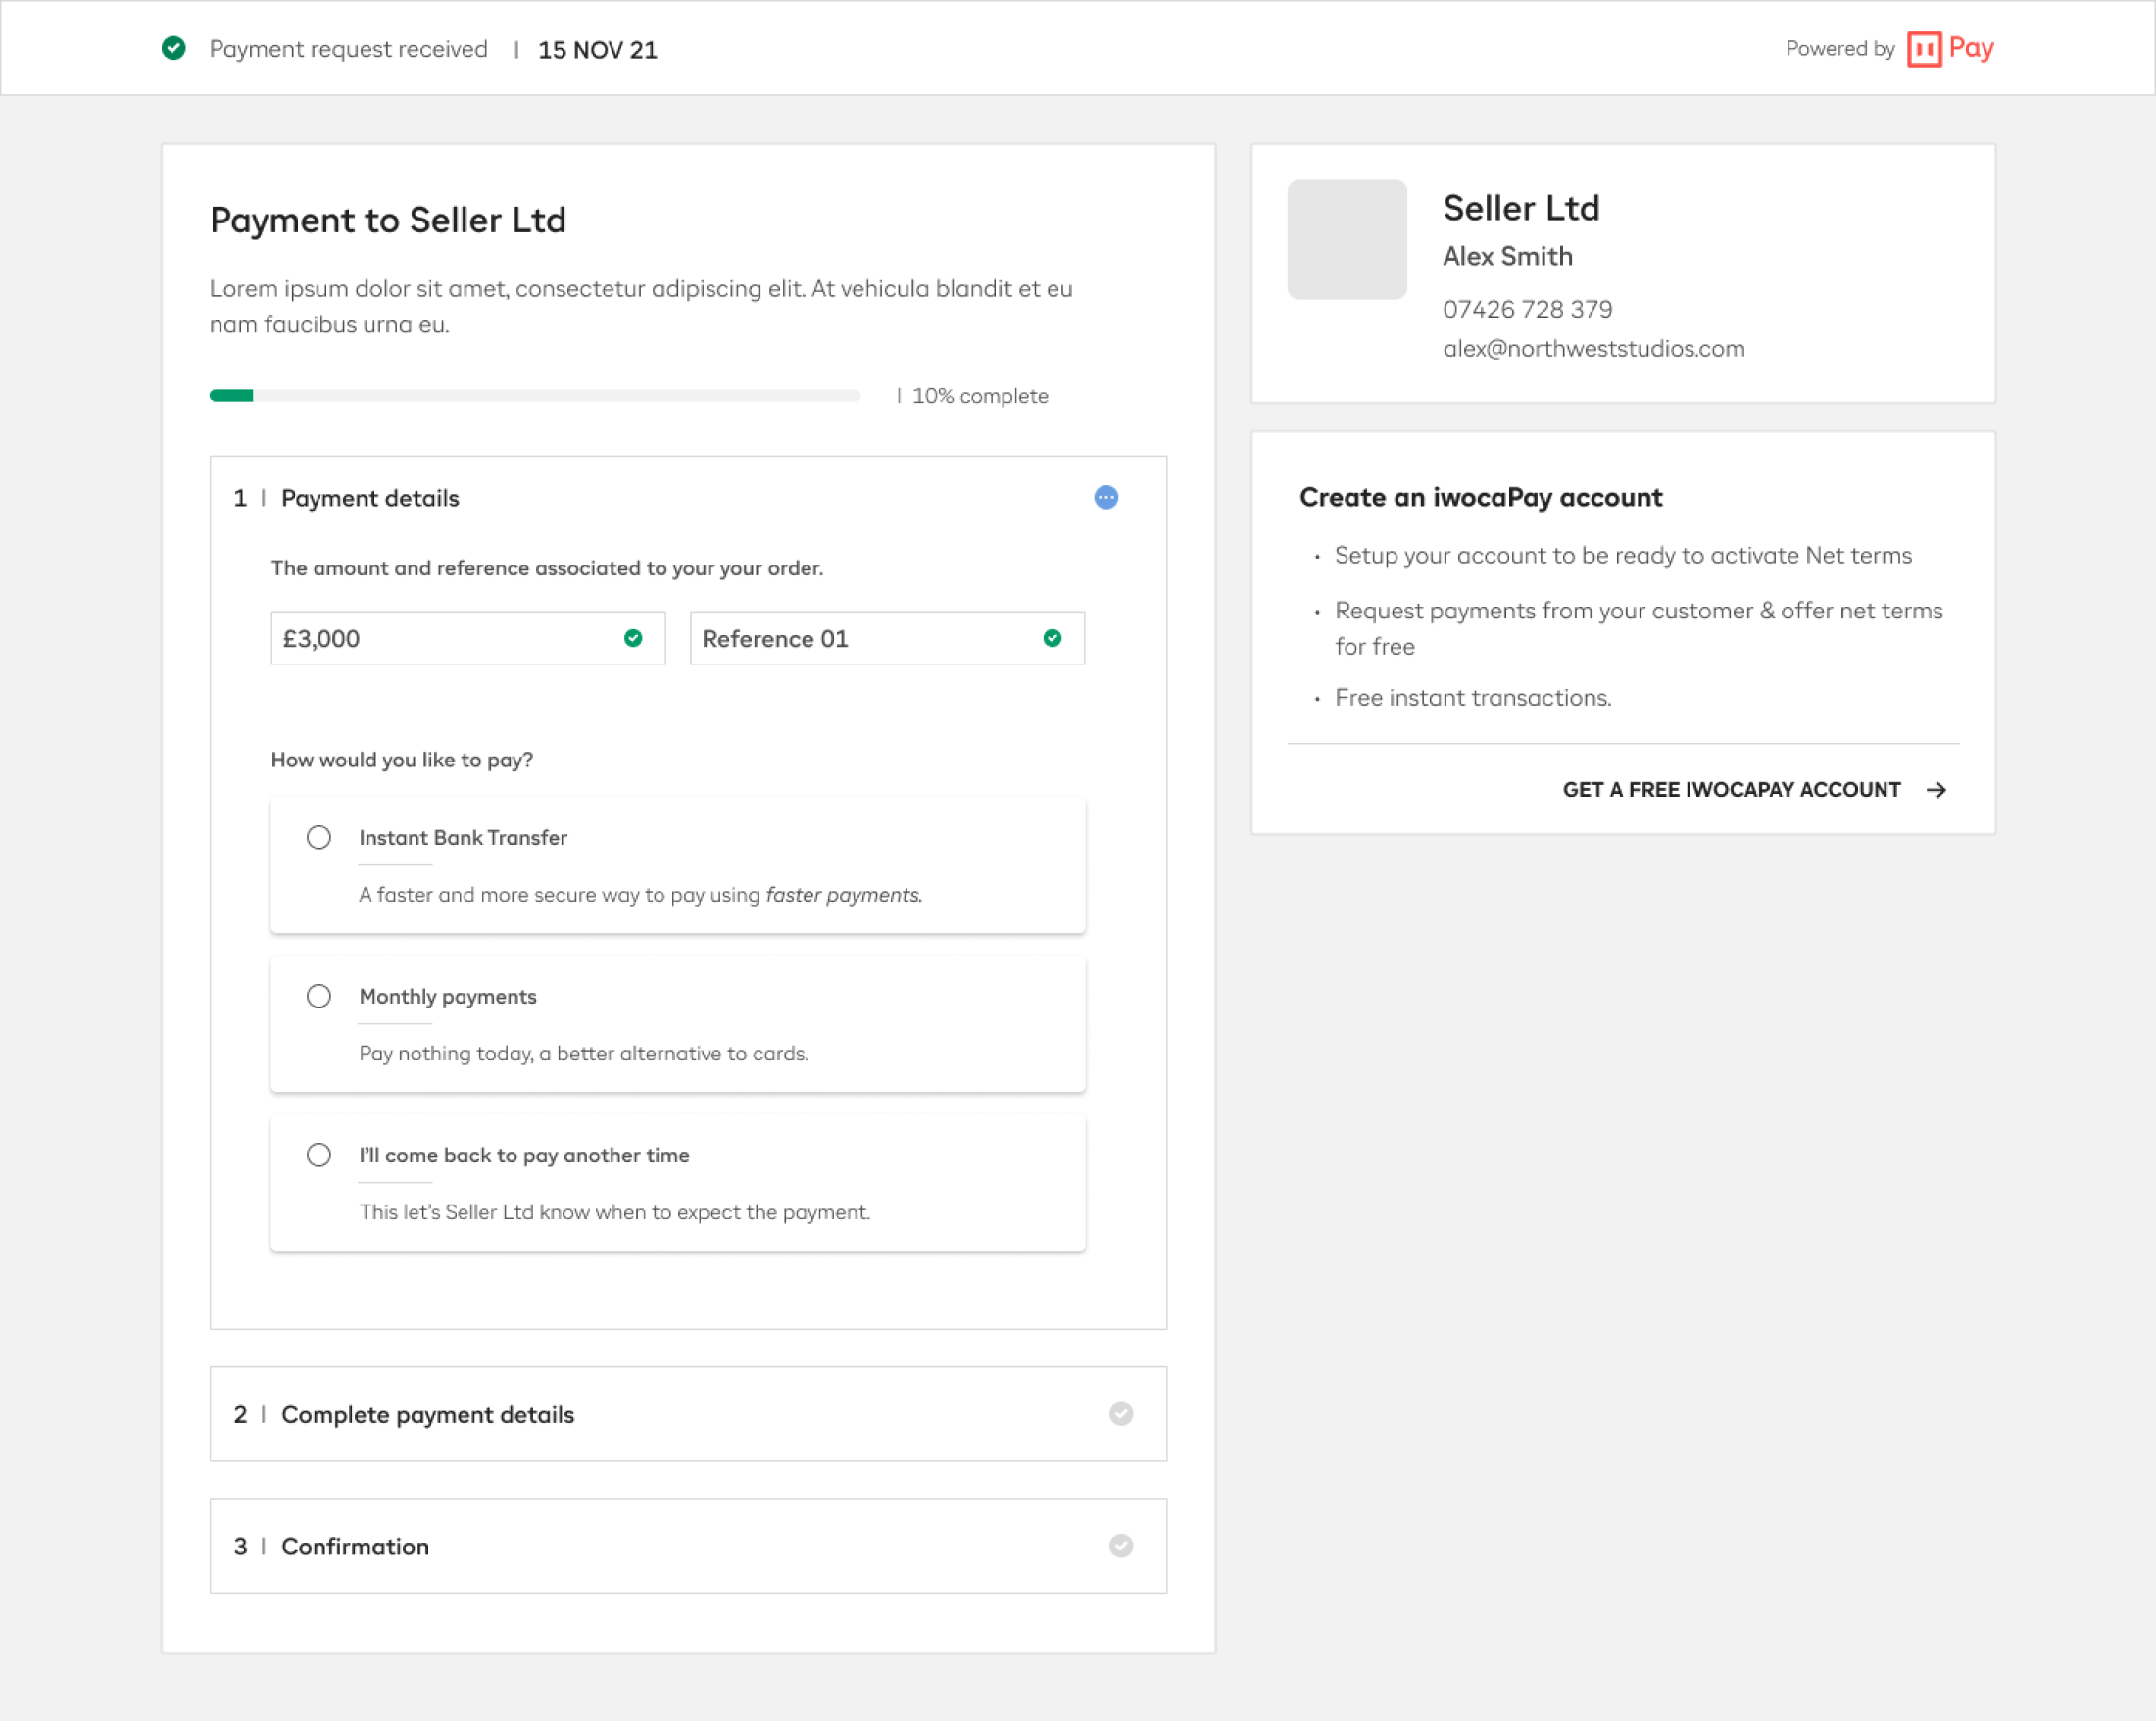 Payment request received | 15 NOV 21
Powered by Pay
Payment to Seller Ltd
Lorem ipsum dolor sit amet, consectetur adipiscing elit. At vehicula blandit et eu
nam faucibus urna eu.
| 10% complete
1 | Payment details
The amount and reference associated to your your order.
£3,000
Reference 01
How would you like to pay?
Instant Bank Transfer
A faster and more secure way to pay using faster payments.
Monthly payments
Pay nothing today, a better alternative to cards.
I’ll come back to pay another time
This let’s Seller Ltd know when to expect the payment.
2 | Complete payment details
3 | Confirmation
Seller Ltd
Alex Smith
07426 728 379
alex@northweststudios.com
Create an iwocaPay account
· Setup your account to be ready to activate Net terms
· Request payments from your customer & offer net terms
for free
· Free instant transactions.
GET A FREE IWOCAPAY ACCOUNT →